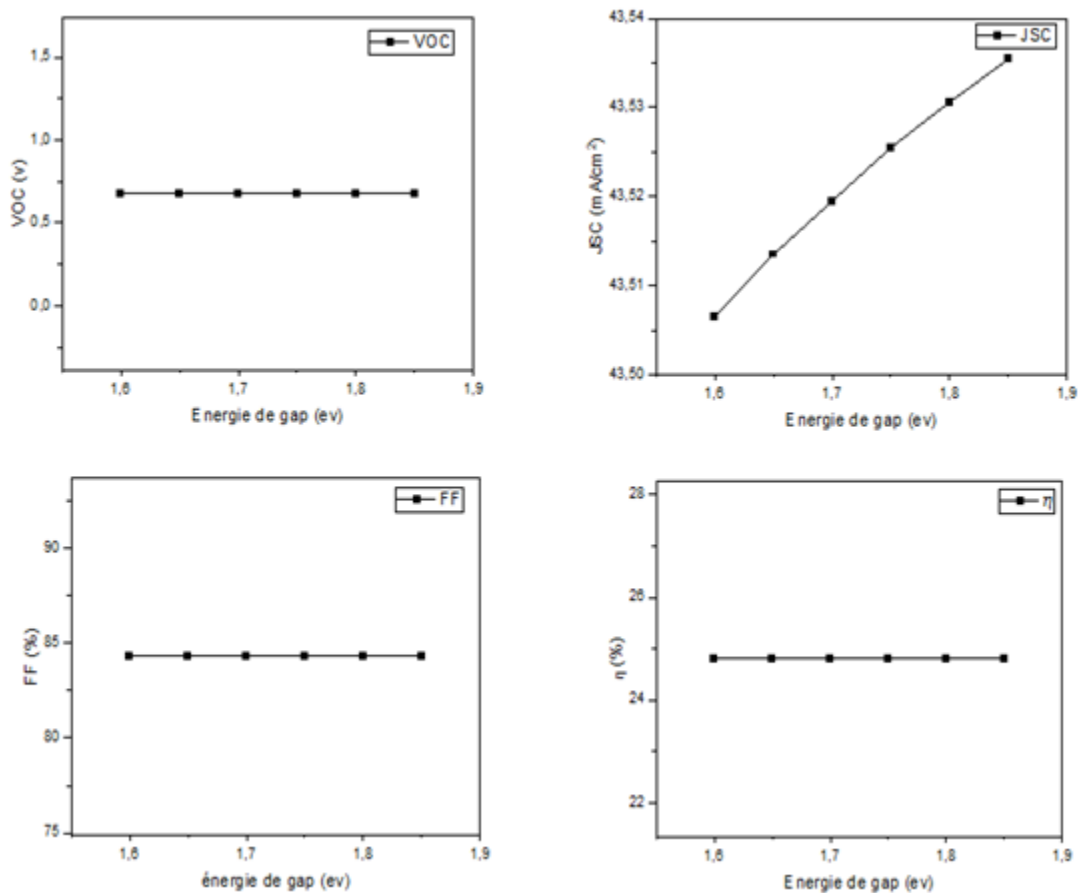 VOC
VOC (v)
1,5
1,0
0,5
0,0
1,6 1,7 1,8 1,9
Energie de gap (ev)
JSC
JSC (mA/cm²)
43,54
43,53
43,52
43,51
43,50
1,6 1,7 1,8 1,9
Energie de gap (ev)
FF
FF (%)
90
85
80
75
1,6 1,7 1,8 1,9
énergie de gap (ev)
η
η (%)
28
26
24
22
1,6 1,7 1,8 1,9
Energie de gap (ev)